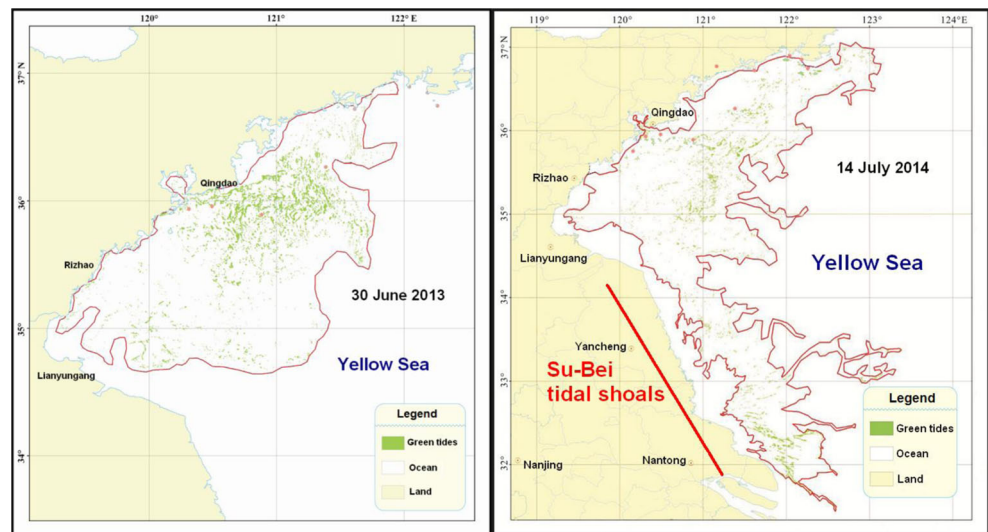 120°
121°
122 °E
37°N
36°
35°
34°
Qingdao
Rizhao
Lianyungang
30 June 2013
Yellow Sea
Legend
Green tides
Ocean
Land
119°
120°
121°
122°
123°
124°E
37°N
36°
35°
34°
33°
32°
Qingdao
Rizhao
14 July 2014
Lianyungang
Yellow Sea
Yancheng
Su-Bei
tidal shoals
Nanjing
Nantong
Legend
Green tides
Ocean
Land